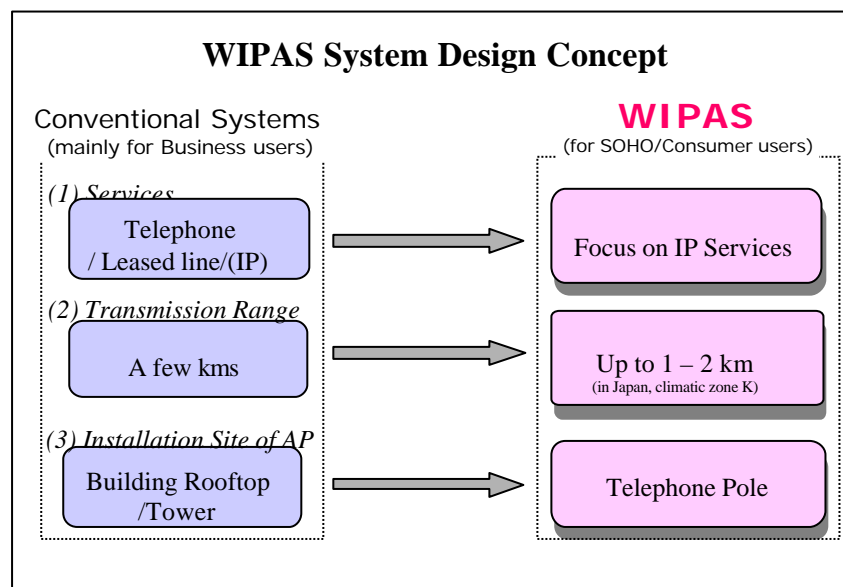 WIPAS System Design Concept
Conventional Systems
(mainly for Business users)
WIPAS
(for SOHO/Consumer users)
(1) Services
Telephone
/ Leased line/(IP)
Focus on IP Services
(2) Transmission Range
A few kms
Up to 1 – 2 km
(in Japan, climatic zone K)
(3) Installation Site of AP
Building Rooftop
/Tower
Telephone Pole